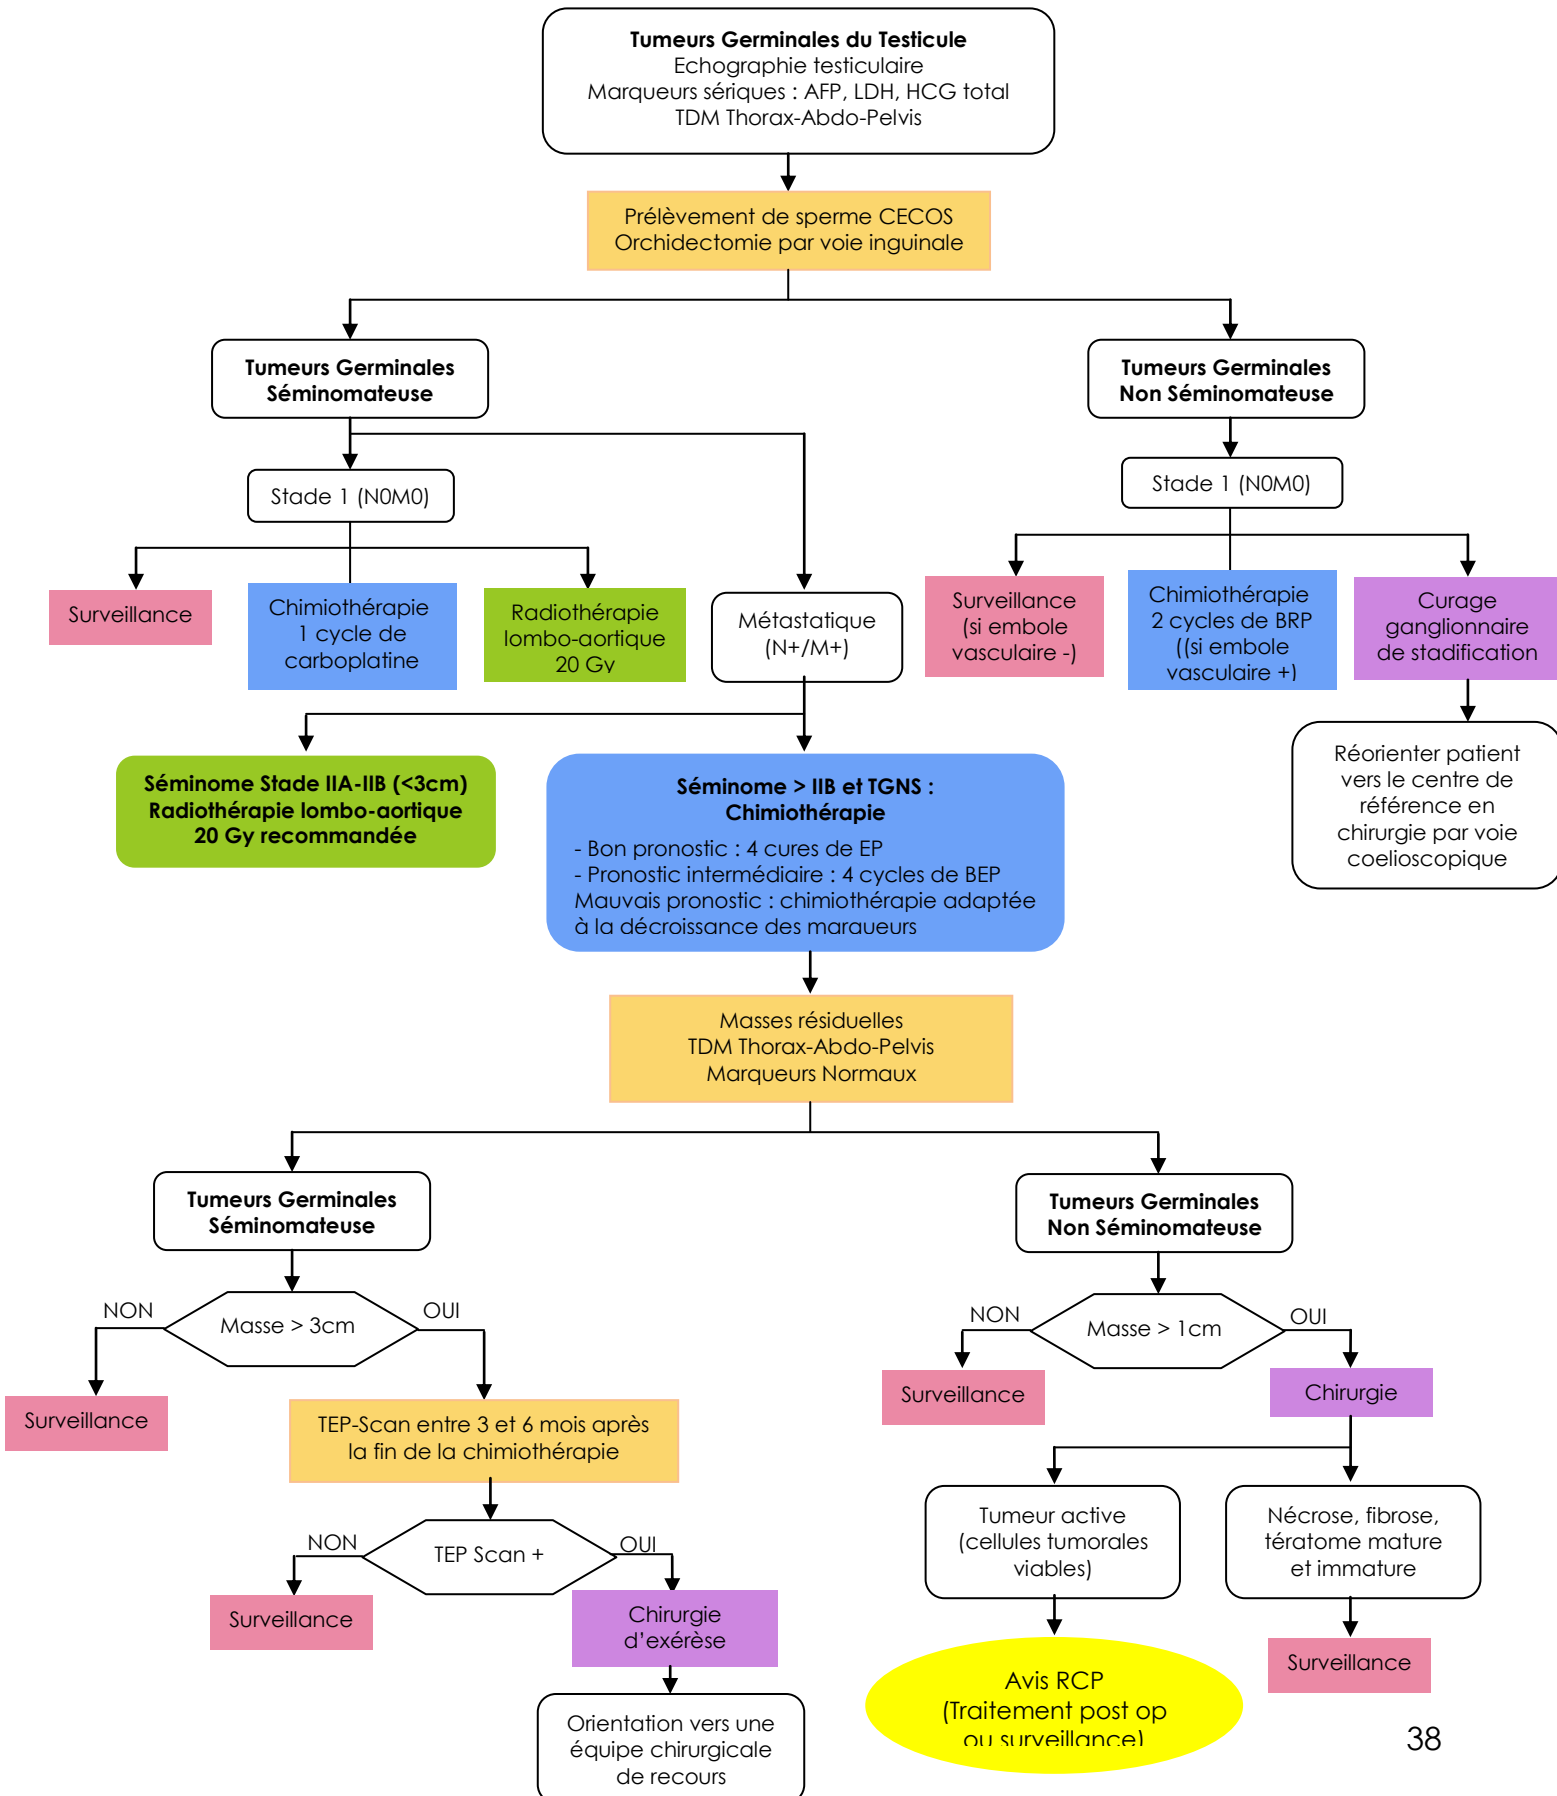 Tumeurs Germinales du Testicule
Echographie testiculaire
Marqueurs sériques : AFP, LDH, HCG total
TDM Thorax-Abdo-Pelvis
Prélèvement de sperme CECOS
Orchidectomie par voie inguinale
Tumeurs Germinales
Séminomateuse
Tumeurs Germinales
Non Séminomateuse
Stade 1 (N0M0)
Stade 1 (N0M0)
Surveillance
Chimiothérapie
1 cycle de
carboplatine
Radiothérapie
lombo-aortique
20 Gy
Métastatique
(N+/M+)
Surveillance
(si embole
vasculaire -)
Chimiothérapie
2 cycles de BRP
((si embole
vasculaire +)
Curage
ganglionnaire
de stadification
Séminome Stade IIA-IIB (<3cm)
Radiothérapie lombo-aortique
20 Gy recommandée
Séminome > IIB et TGNS :
Chimiothérapie
- Bon pronostic : 4 cures de EP
- Pronostic intermédiaire : 4 cycles de BEP
Mauvais pronostic : chimiothérapie adaptée
à la décroissance des marqueurs
Réorienter patient
vers le centre de
référence en
chirurgie par voie
coelioscopique
Masses résiduelles
TDM Thorax-Abdo-Pelvis
Marqueurs Normaux
Tumeurs Germinales
Séminomateuse
Tumeurs Germinales
Non Séminomateuse
NON
Masse > 3cm
OUI
NON
Masse > 1cm
OUI
Surveillance
TEP-Scan entre 3 et 6 mois après
la fin de la chimiothérapie
Surveillance
Chirurgie
NON
TEP Scan +
OUI
Tumeur active
(cellules tumorales
viables)
Nécrose, fibrose,
tératome mature
et immature
Surveillance
Chirurgie
d'exérèse
Avis RCP
(Traitement post op
ou surveillance)
Surveillance
Orientation vers une
équipe chirurgicale
de recours
38